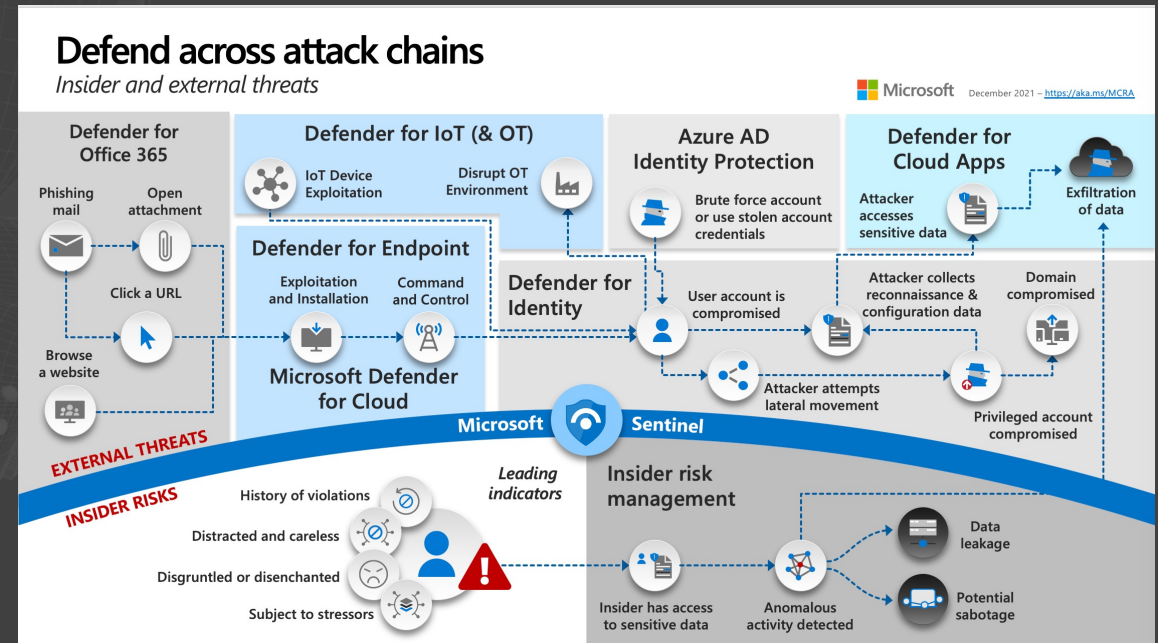 Defend across attack chains
Insider and external threats
Microsoft
December 2021 – https://aka.ms/MCRA
Defender for
Office 365
Phishing
mail
Open
attachment
Click a URL
Browse
a website
Defender for IoT (& OT)
IoT Device
Exploitation
Disrupt OT
Environment
Defender for Endpoint
Exploitation
and Installation
Command
and Control
Microsoft Defender
for Cloud
Azure AD
Identity Protection
Brute force account
or use stolen account
credentials
Defender for
Cloud Apps
Attacker
accesses
sensitive data
Exfiltration
of data
Defender for
Identity
User account is
compromised
Attacker collects
reconnaissance &
configuration data
Domain
compromised
Attacker attempts
lateral movement
Privileged account
compromised
Microsoft Sentinel
EXTERNAL THREATS
INSIDER RISKS
History of violations
Distracted and careless
Disgruntled or disenchanted
Subject to stressors
Leading
indicators
Insider risk
management
Insider has access
to sensitive data
Anomalous
activity detected
Data
leakage
Potential
sabotage